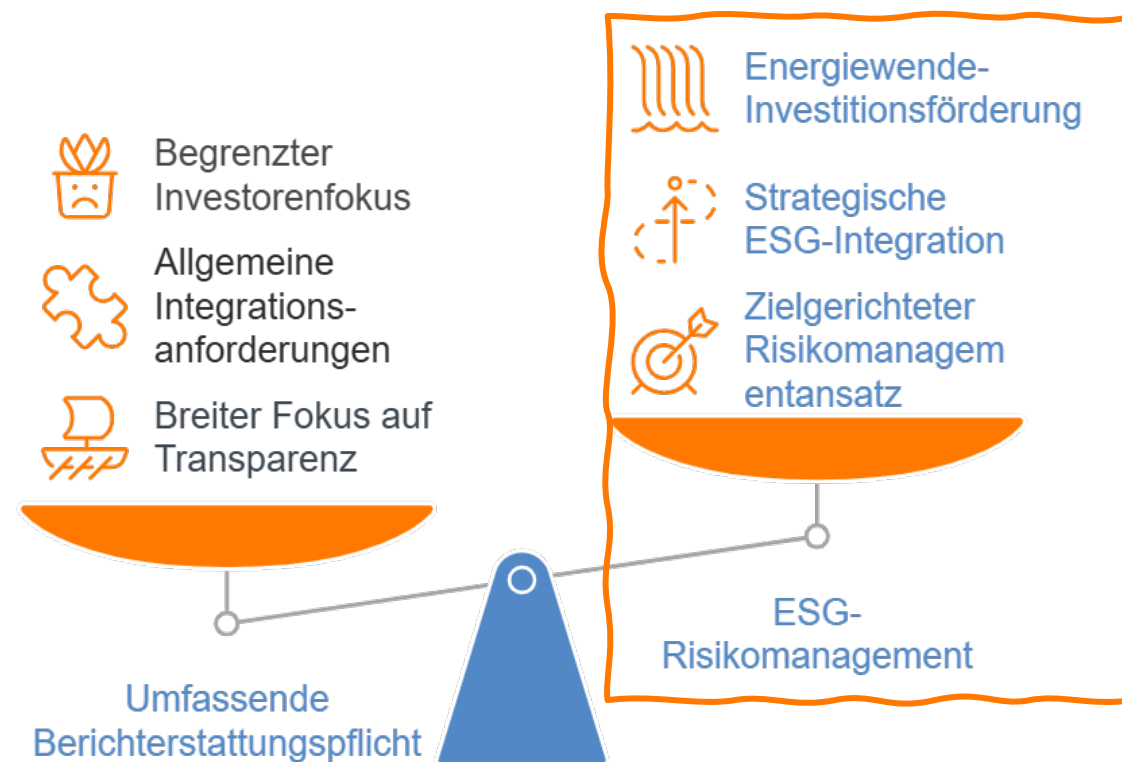 Begrenzter
Investorenfokus
Allgemeine
Integrations-
anforderungen
Breiter Fokus auf
Transparenz
Umfassende
Berichterstattungspflicht
Energiewende-
Investitionsförderung
Strategische
ESG-Integration
Zielgerichteter
Risikomanagem
entansatz
ESG-
Risikomanagement